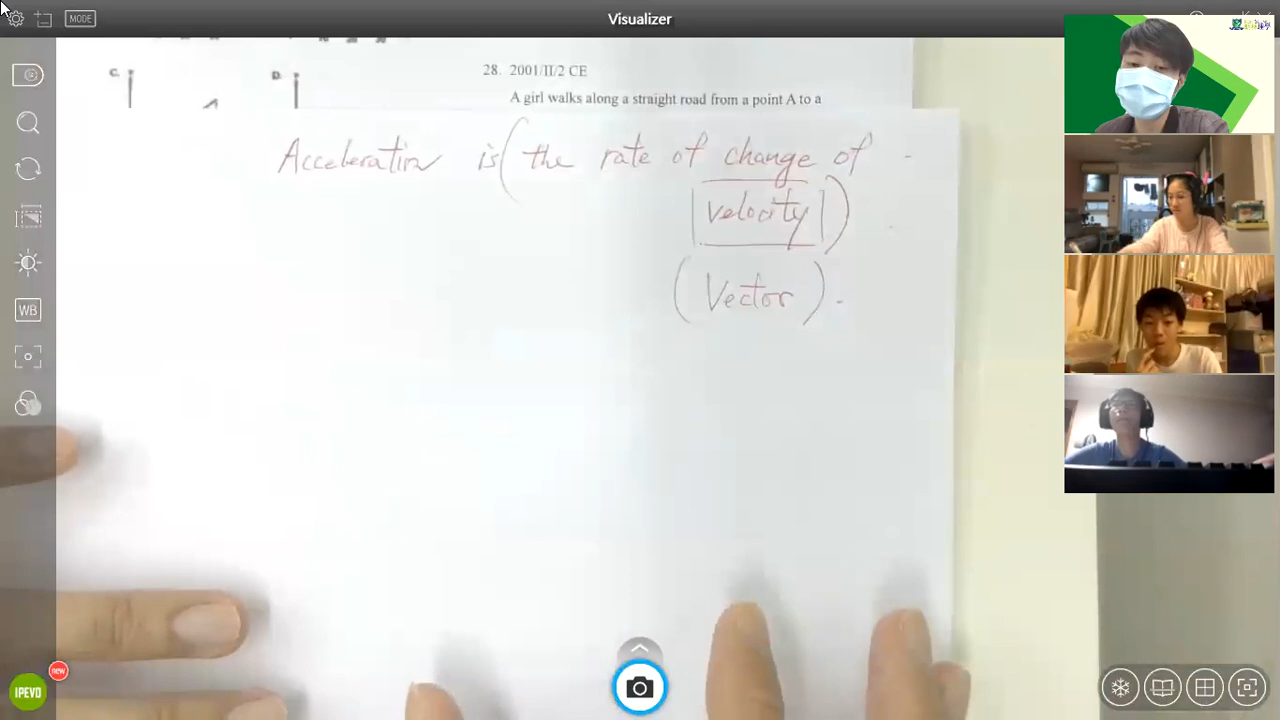 MODE
Visualizer
C.
D.
28. 2001/II/2 CE
A girl walks along a straight road from a point A to a
Acceleration is (the rate of change of
velocity)
(Vector).
WB
new
IPEVO